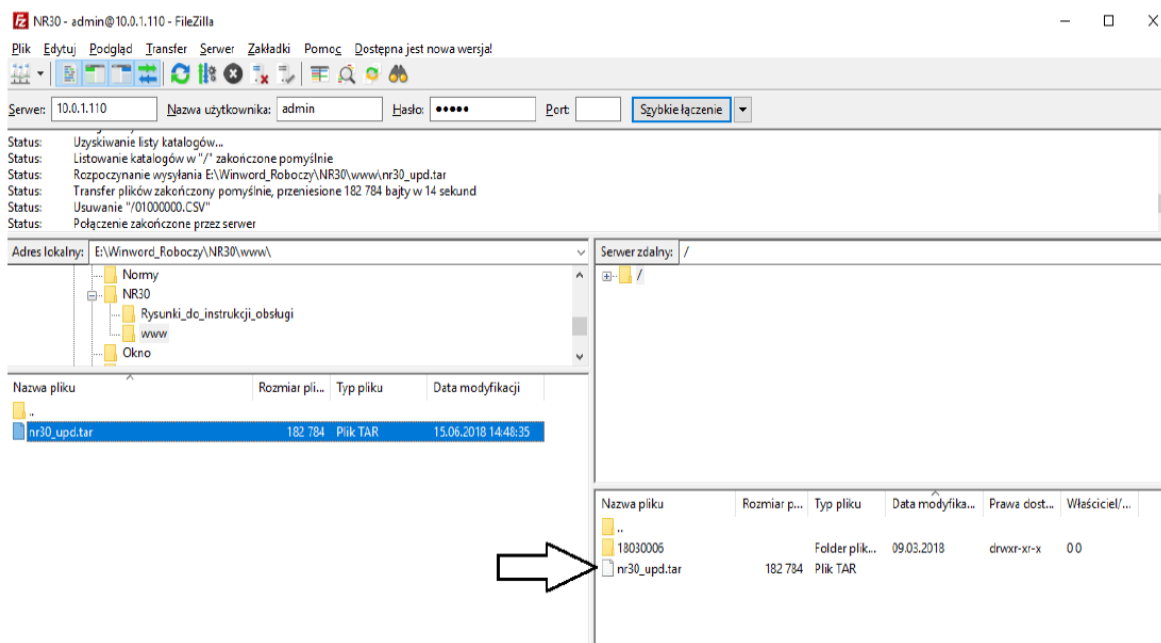 NR30 - admin@10.0.1.110 - FileZilla
Plik Edytuj Podgląd Transfer Serwer Zakładki Pomoc Dostępna jest nowa wersja!
Serwer: 10.0.1.110 Nazwa użytkownika: admin Hasło: ●●●●● Port: Szybkie łączenie
Status: Uzyskiwanie listy katalogów...
Status: Listowanie katalogów w "/" zakończone pomyślnie
Status: Rozpoczynanie wysyłania E:\Winword_Roboczy\NR30\www\nr30_upd.tar
Status: Transfer plików zakończony pomyślnie, przeniesione 182 784 bajty w 14 sekund
Status: Usuwanie "/01000000.CSV"
Status: Połączenie zakończone przez serwer
Adres lokalny: E:\Winword_Roboczy\NR30\www\
Normy
NR30
Rysunki_do_instrukcji_obsługi
www
Okno
Nazwa pliku Rozmiar pli... Typ pliku Data modyfikacji
..
nr30_upd.tar 182 784 Plik TAR 15.06.2018 14:48:35
Serwer zdalny: /
/
Nazwa pliku Rozmiar p... Typ pliku Data modyfika... Prawa dost... Właściciel/...
..
18030006 Folder plik... 09.03.2018 drwxr-xr-x 0 0
nr30_upd.tar 182 784 Plik TAR